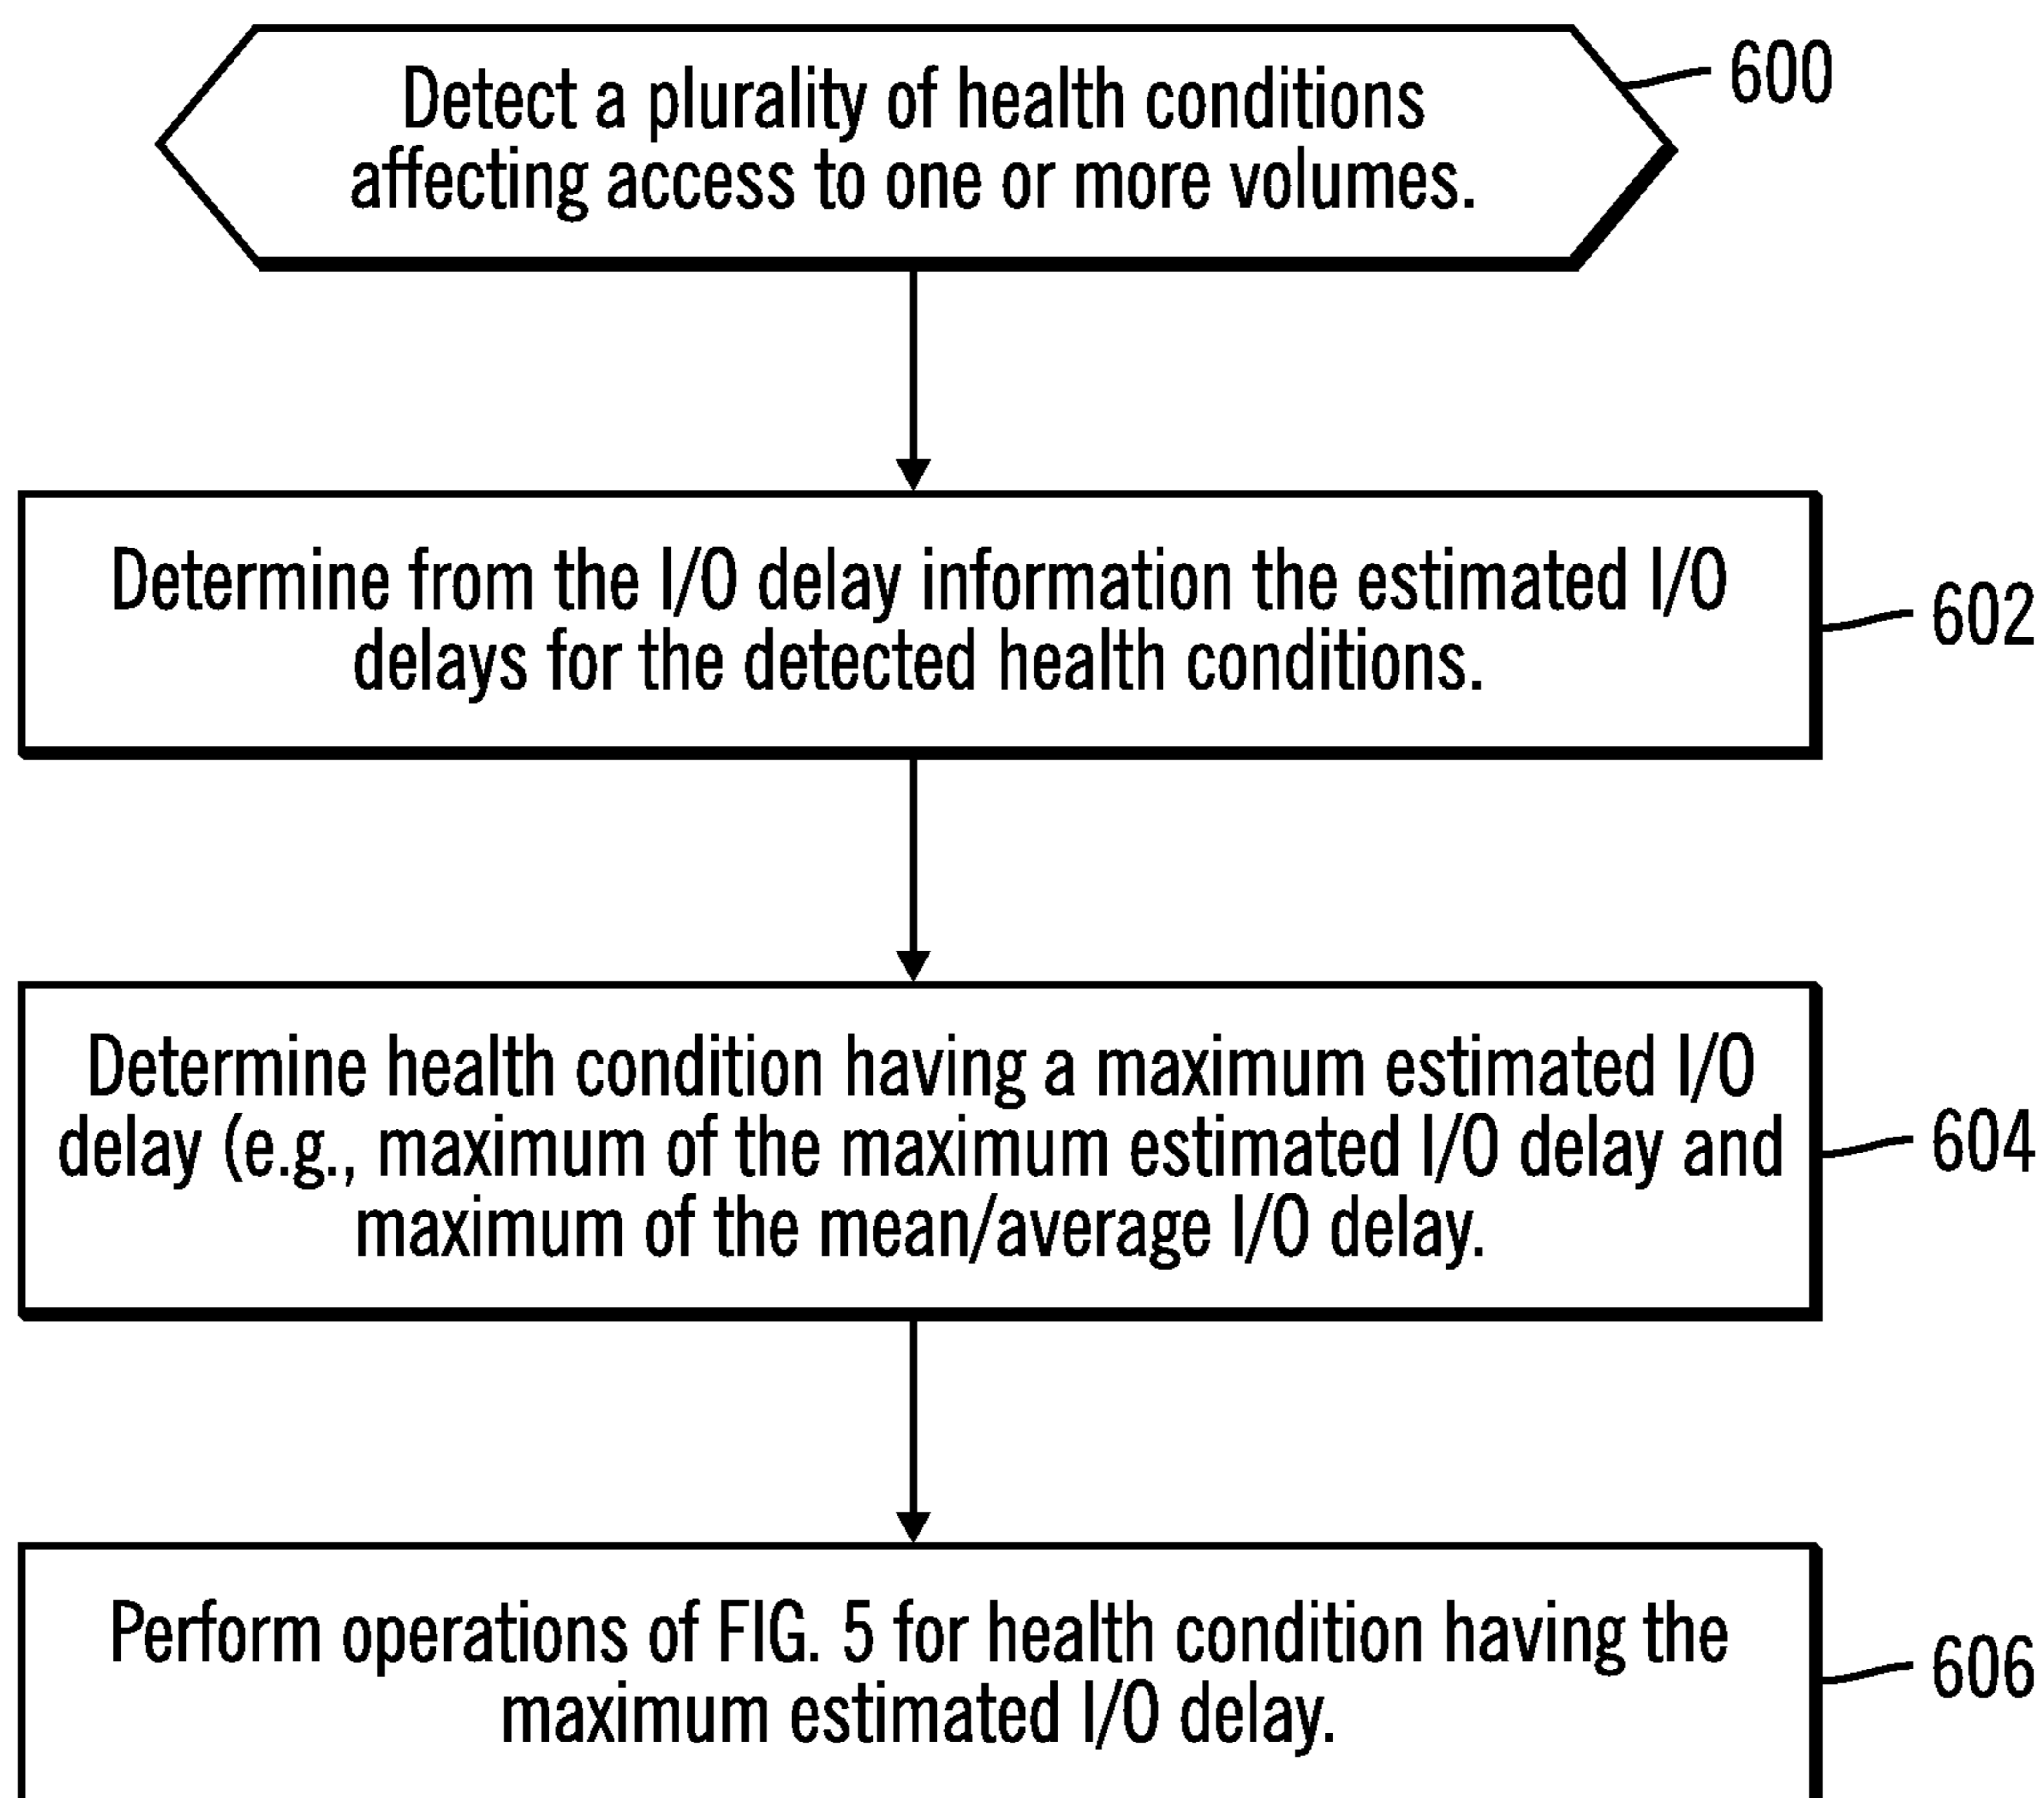 Detect a plurality of health conditions
affecting access to one or more volumes.
600
Determine from the I/O delay information the estimated I/O
delays for the detected health conditions.
602
Determine health condition having a maximum estimated I/O
delay (e.g., maximum of the maximum estimated I/O delay and
maximum of the mean/average I/O delay.
604
Perform operations of FIG. 5 for health condition having the
maximum estimated I/O delay.
606